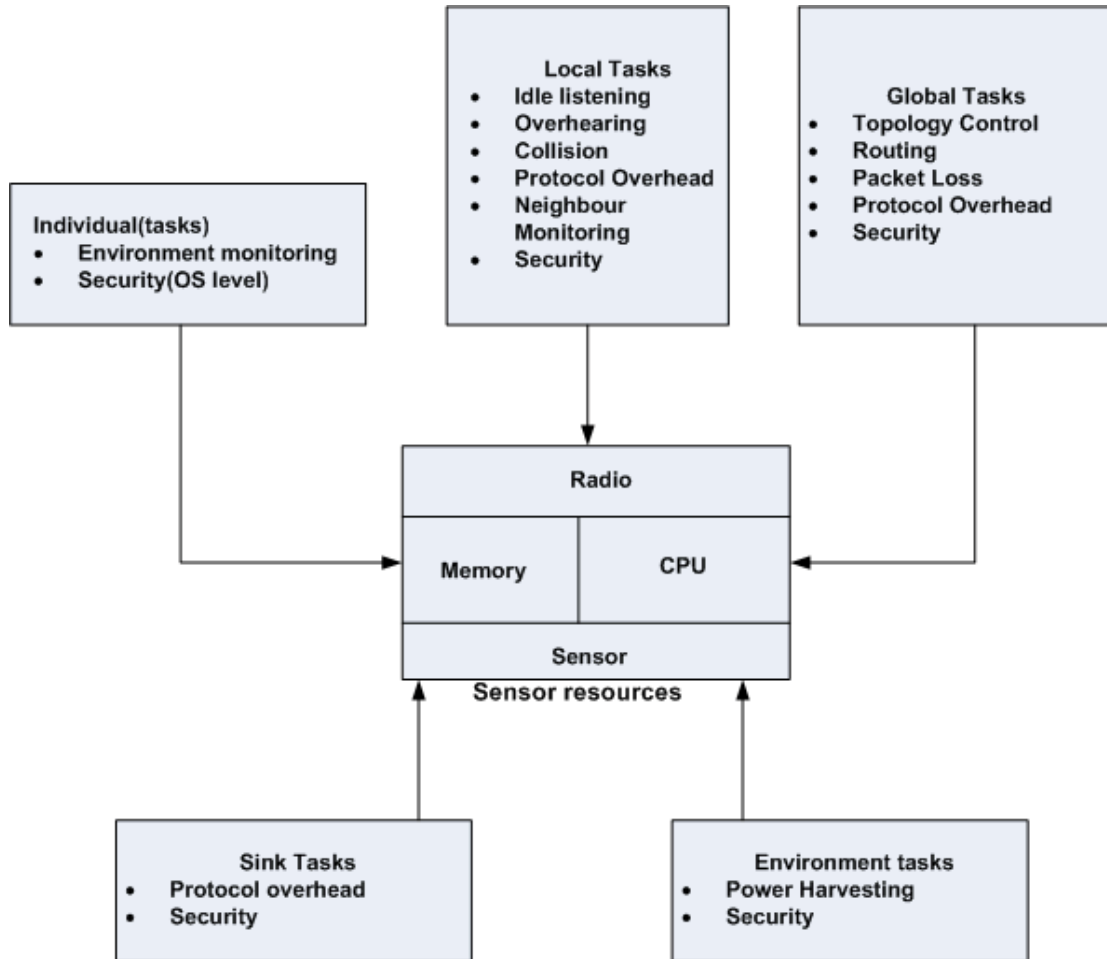 Local Tasks
• Idle listening
• Overhearing
• Collision
• Protocol Overhead
• Neighbour
Monitoring
• Security
Global Tasks
• Topology Control
• Routing
• Packet Loss
• Protocol Overhead
• Security
Individual(tasks)
• Environment monitoring
• Security(OS level)
Radio
Memory
CPU
Sensor
Sensor resources
Sink Tasks
• Protocol overhead
• Security
Environment tasks
• Power Harvesting
• Security